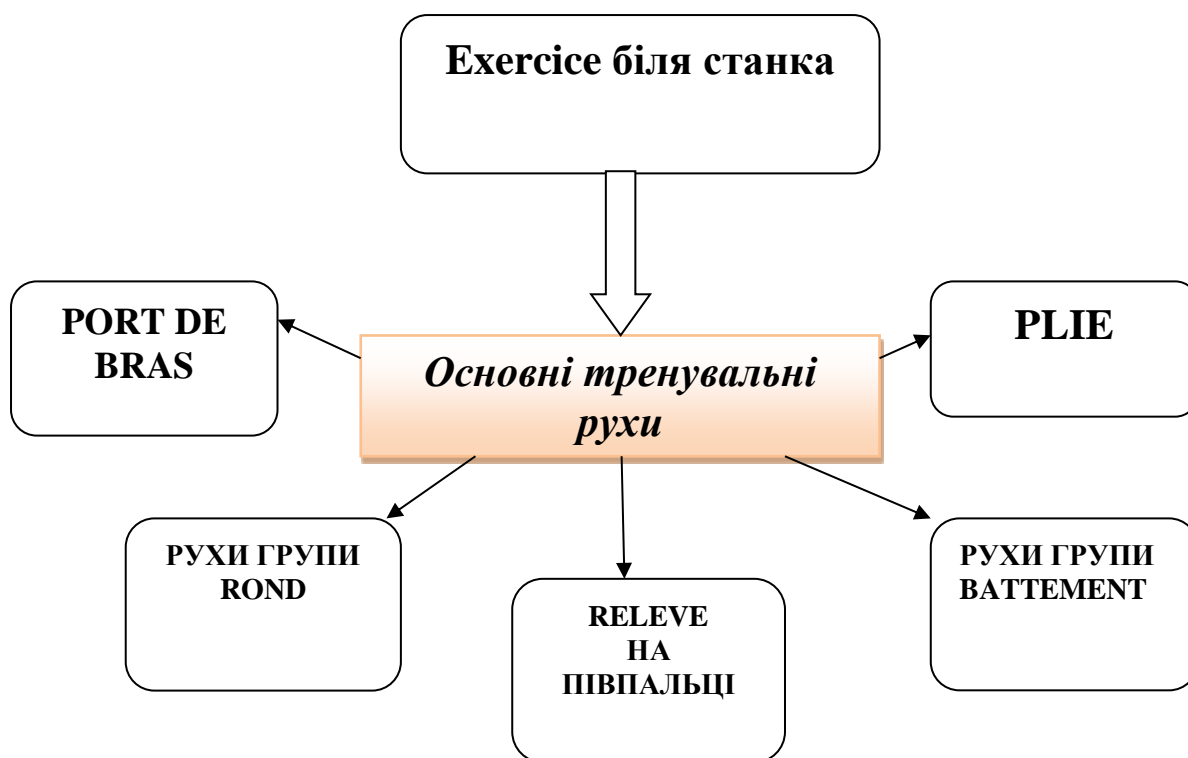 Exercice біля станка
PORT DE
BRAS
PLIE
Основні тренувальні
рухи
РУХИ ГРУПИ
ROND
RELEVE
НА
ПІВПАЛЬЦІ
РУХИ ГРУПИ
BATTEMENT